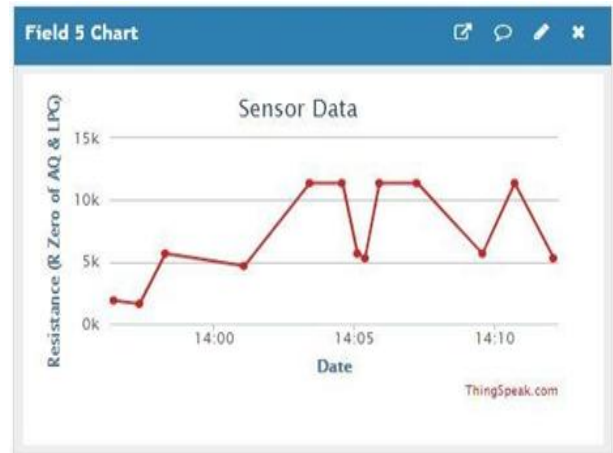 Field 5 Chart
Sensor Data
Resistance (R Zero of AQ & LPG)
15k
10k
5k
0k
14:00 14:05 14:10
Date
ThingSpeak.com